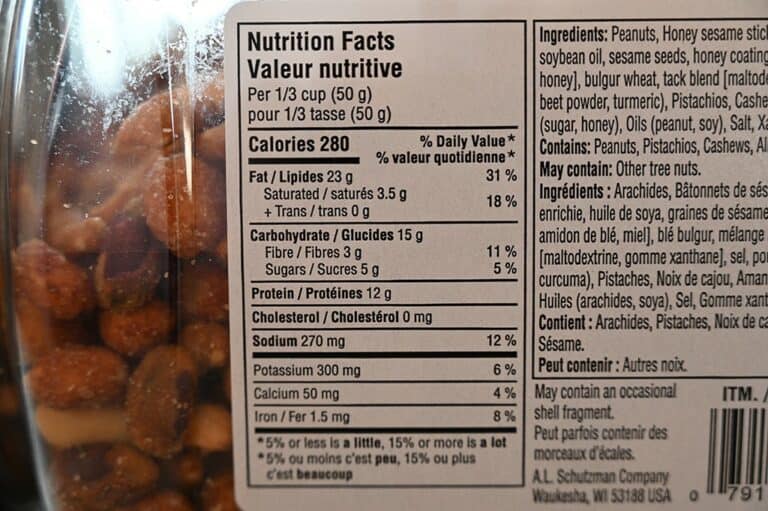 Nutrition Facts
Valeur nutritive
Per 1/3 cup (50 g)
pour 1/3 tasse (50 g)
Calories 280
% Daily Value*
% valeur quotidienne*
Fat / Lipides 23 g 31 %
Saturated / saturés 3.5 g
+ Trans / trans 0 g
18 %
Carbohydrate / Glucides 15 g
Fibre / Fibres 3 g 11 %
Sugars / Sucres 5 g 5 %
Protein / Protéines 12 g
Cholesterol / Cholestérol 0 mg
Sodium 270 mg 12 %
Potassium 300 mg 6 %
Calcium 50 mg 4 %
Iron / Fer 1.5 mg 8 %
*5% or less is a little, 15% or more is a lot
*5% ou moins c'est peu, 15% ou plus
c'est beaucoup
Ingredients: Peanuts, Honey sesame
soybean oil, sesame seeds, honey coating
honey], bulgur wheat, tack blend
beet powder, turmeric), Pistachios,
(sugar, honey), Oils (peanut, soy), Salt,
Contains: Peanuts, Pistachios, Cashews,
May contain: Other tree nuts.
Ingrédients : Arachides, Bâtonnets de
enrichie, huile de soya, graines de sésame
amidon de blé, miel], blé bulgur, mélange
[maltodextrine, gomme xanthane], sel,
curcuma), Pistaches, Noix de cajou,
Huiles (arachides, soya), Sel, Gomme
Contient : Arachides, Pistaches, Noix de
Sésame.
Peut contenir : Autres noix.
May contain an occasional
shell fragment.
Peut parfois contenir des
morceaux d'écales.
A.L. Schutzman Company
Waukesha, WI 53188 USA
ITM. /
0 791